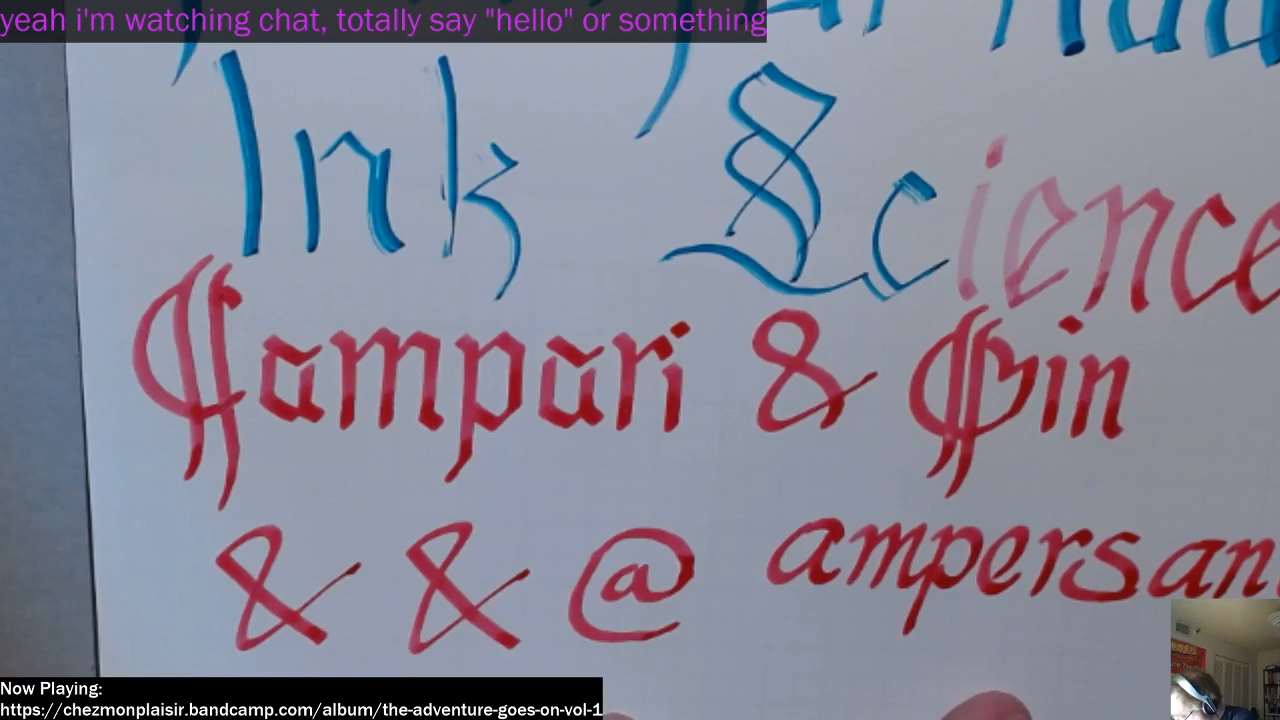 yeah i'm watching chat, totally say "hello" or something
Ink Science
Campari & Gin
& & @ ampersan
Now Playing:
https://chezmonplaisir.bandcamp.com/album/the-adventure-goes-on-vol-1